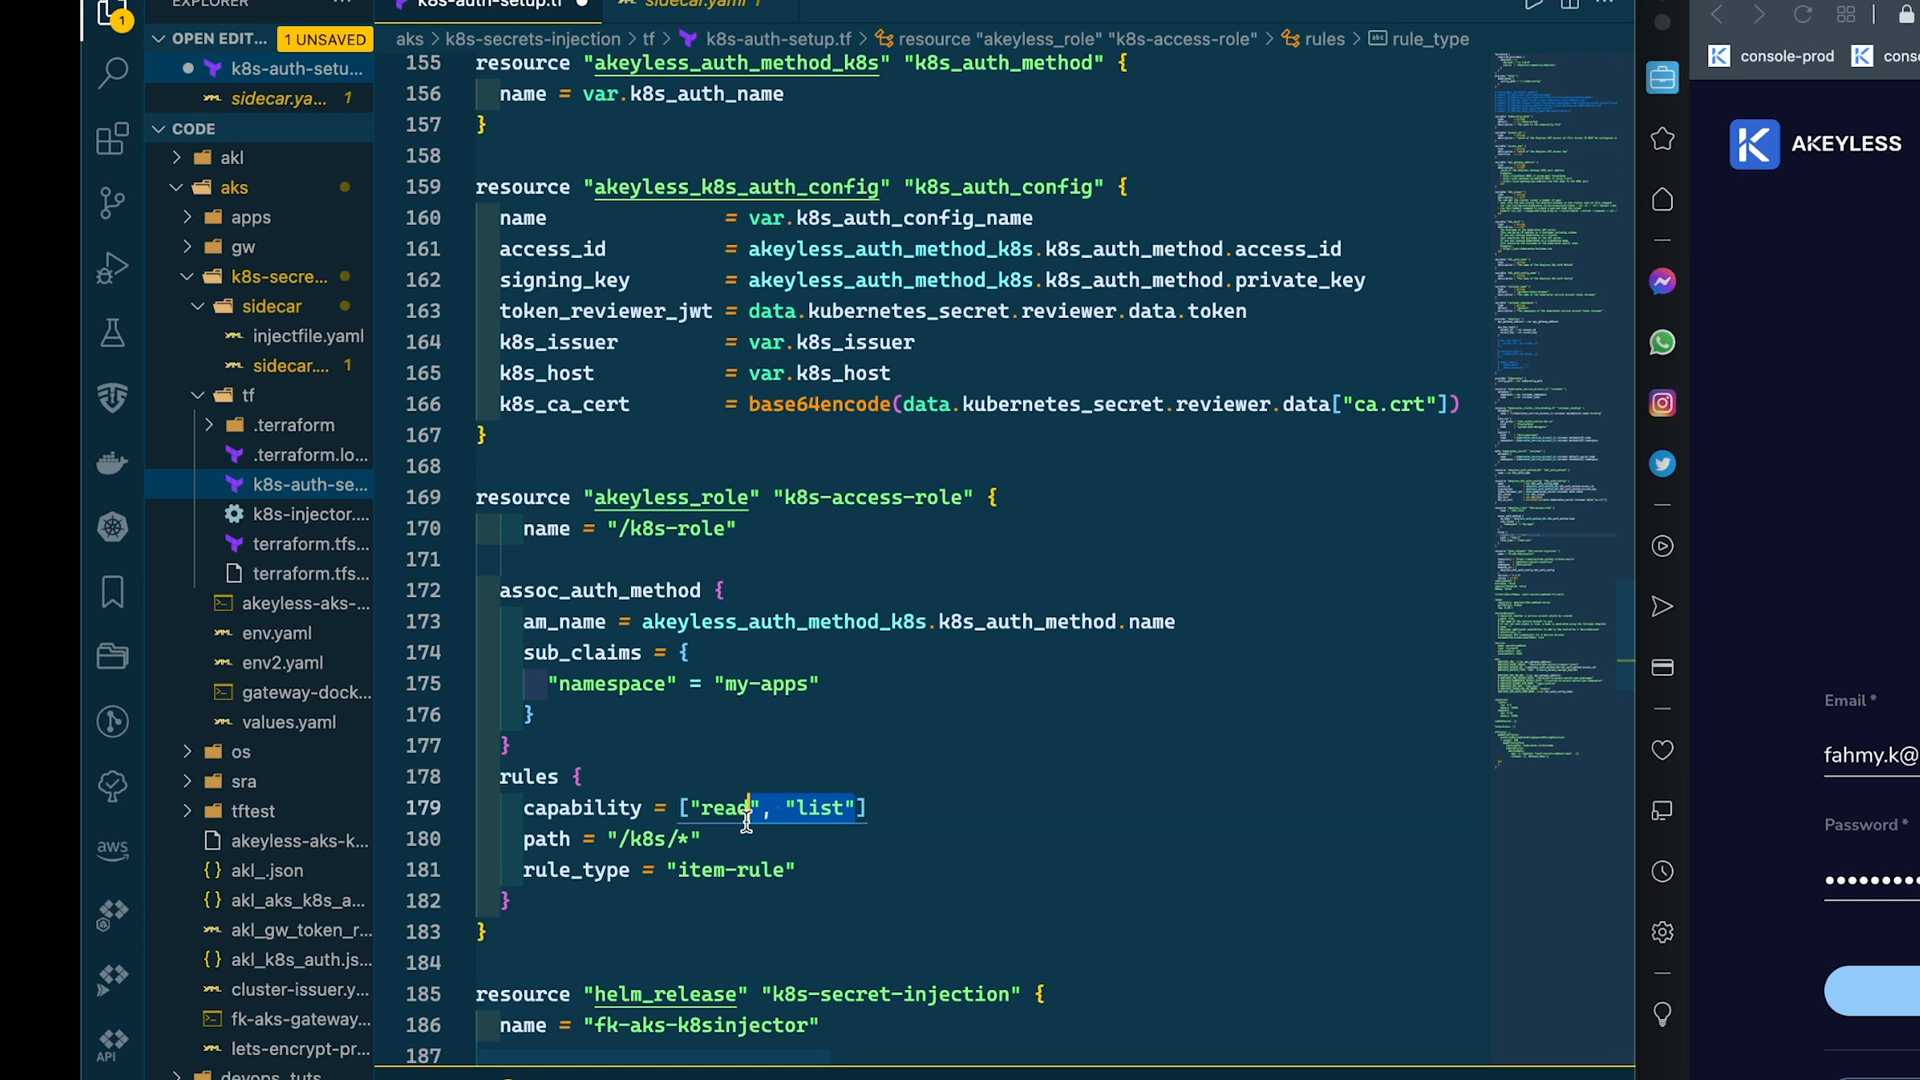 EXPLORER
OPEN EDIT... 1 UNSAVED
k8s-auth-setu...
sidecar.ya... 1
CODE
akl
aks
apps
gw
k8s-secre...
sidecar
injectfile.yaml
sidecar.... 1
tf
.terraform
.terraform.lo...
k8s-auth-se...
k8s-injector....
terraform.tfs...
terraform.tfs...
akeyless-aks-...
env.yaml
env2.yaml
gateway-dock...
values.yaml
os
sra
tftest
akeyless-aks-k...
akl_.json
akl_aks_k8s_a...
akl_gw_token_r...
akl_k8s_auth.js...
cluster-issuer.y...
fk-aks-gateway...
lets-encrypt-pr...
devops_tuts
1
aws
API
k8s-auth-setup.tf
sidecar.yaml 1
aks > k8s-secrets-injection > tf > k8s-auth-setup.tf > resource "akeyless_role" "k8s-access-role" > rules > rule_type
155 resource "akeyless_auth_method_k8s" "k8s_auth_method" {
156 name = var.k8s_auth_name
157 }
158
159 resource "akeyless_k8s_auth_config" "k8s_auth_config" {
160 name = var.k8s_auth_config_name
161 access_id = akeyless_auth_method_k8s.k8s_auth_method.access_id
162 signing_key = akeyless_auth_method_k8s.k8s_auth_method.private_key
163 token_reviewer_jwt = data.kubernetes_secret.reviewer.data.token
164 k8s_issuer = var.k8s_issuer
165 k8s_host = var.k8s_host
166 k8s_ca_cert = base64encode(data.kubernetes_secret.reviewer.data["ca.crt"])
167 }
168
169 resource "akeyless_role" "k8s-access-role" {
170 name = "/k8s-role"
171
172 assoc_auth_method {
173 am_name = akeyless_auth_method_k8s.k8s_auth_method.name
174 sub_claims = {
175 "namespace" = "my-apps"
176 }
177 }
178 rules {
179 capability = ["read", "list"]
180 path = "/k8s/*"
181 rule_type = "item-rule"
182 }
183 }
184
185 resource "helm_release" "k8s-secret-injection" {
186 name = "fk-aks-k8sinjector"
187
console-prod
cons
AKEYLESS
Email *
fahmy.k@
Password *